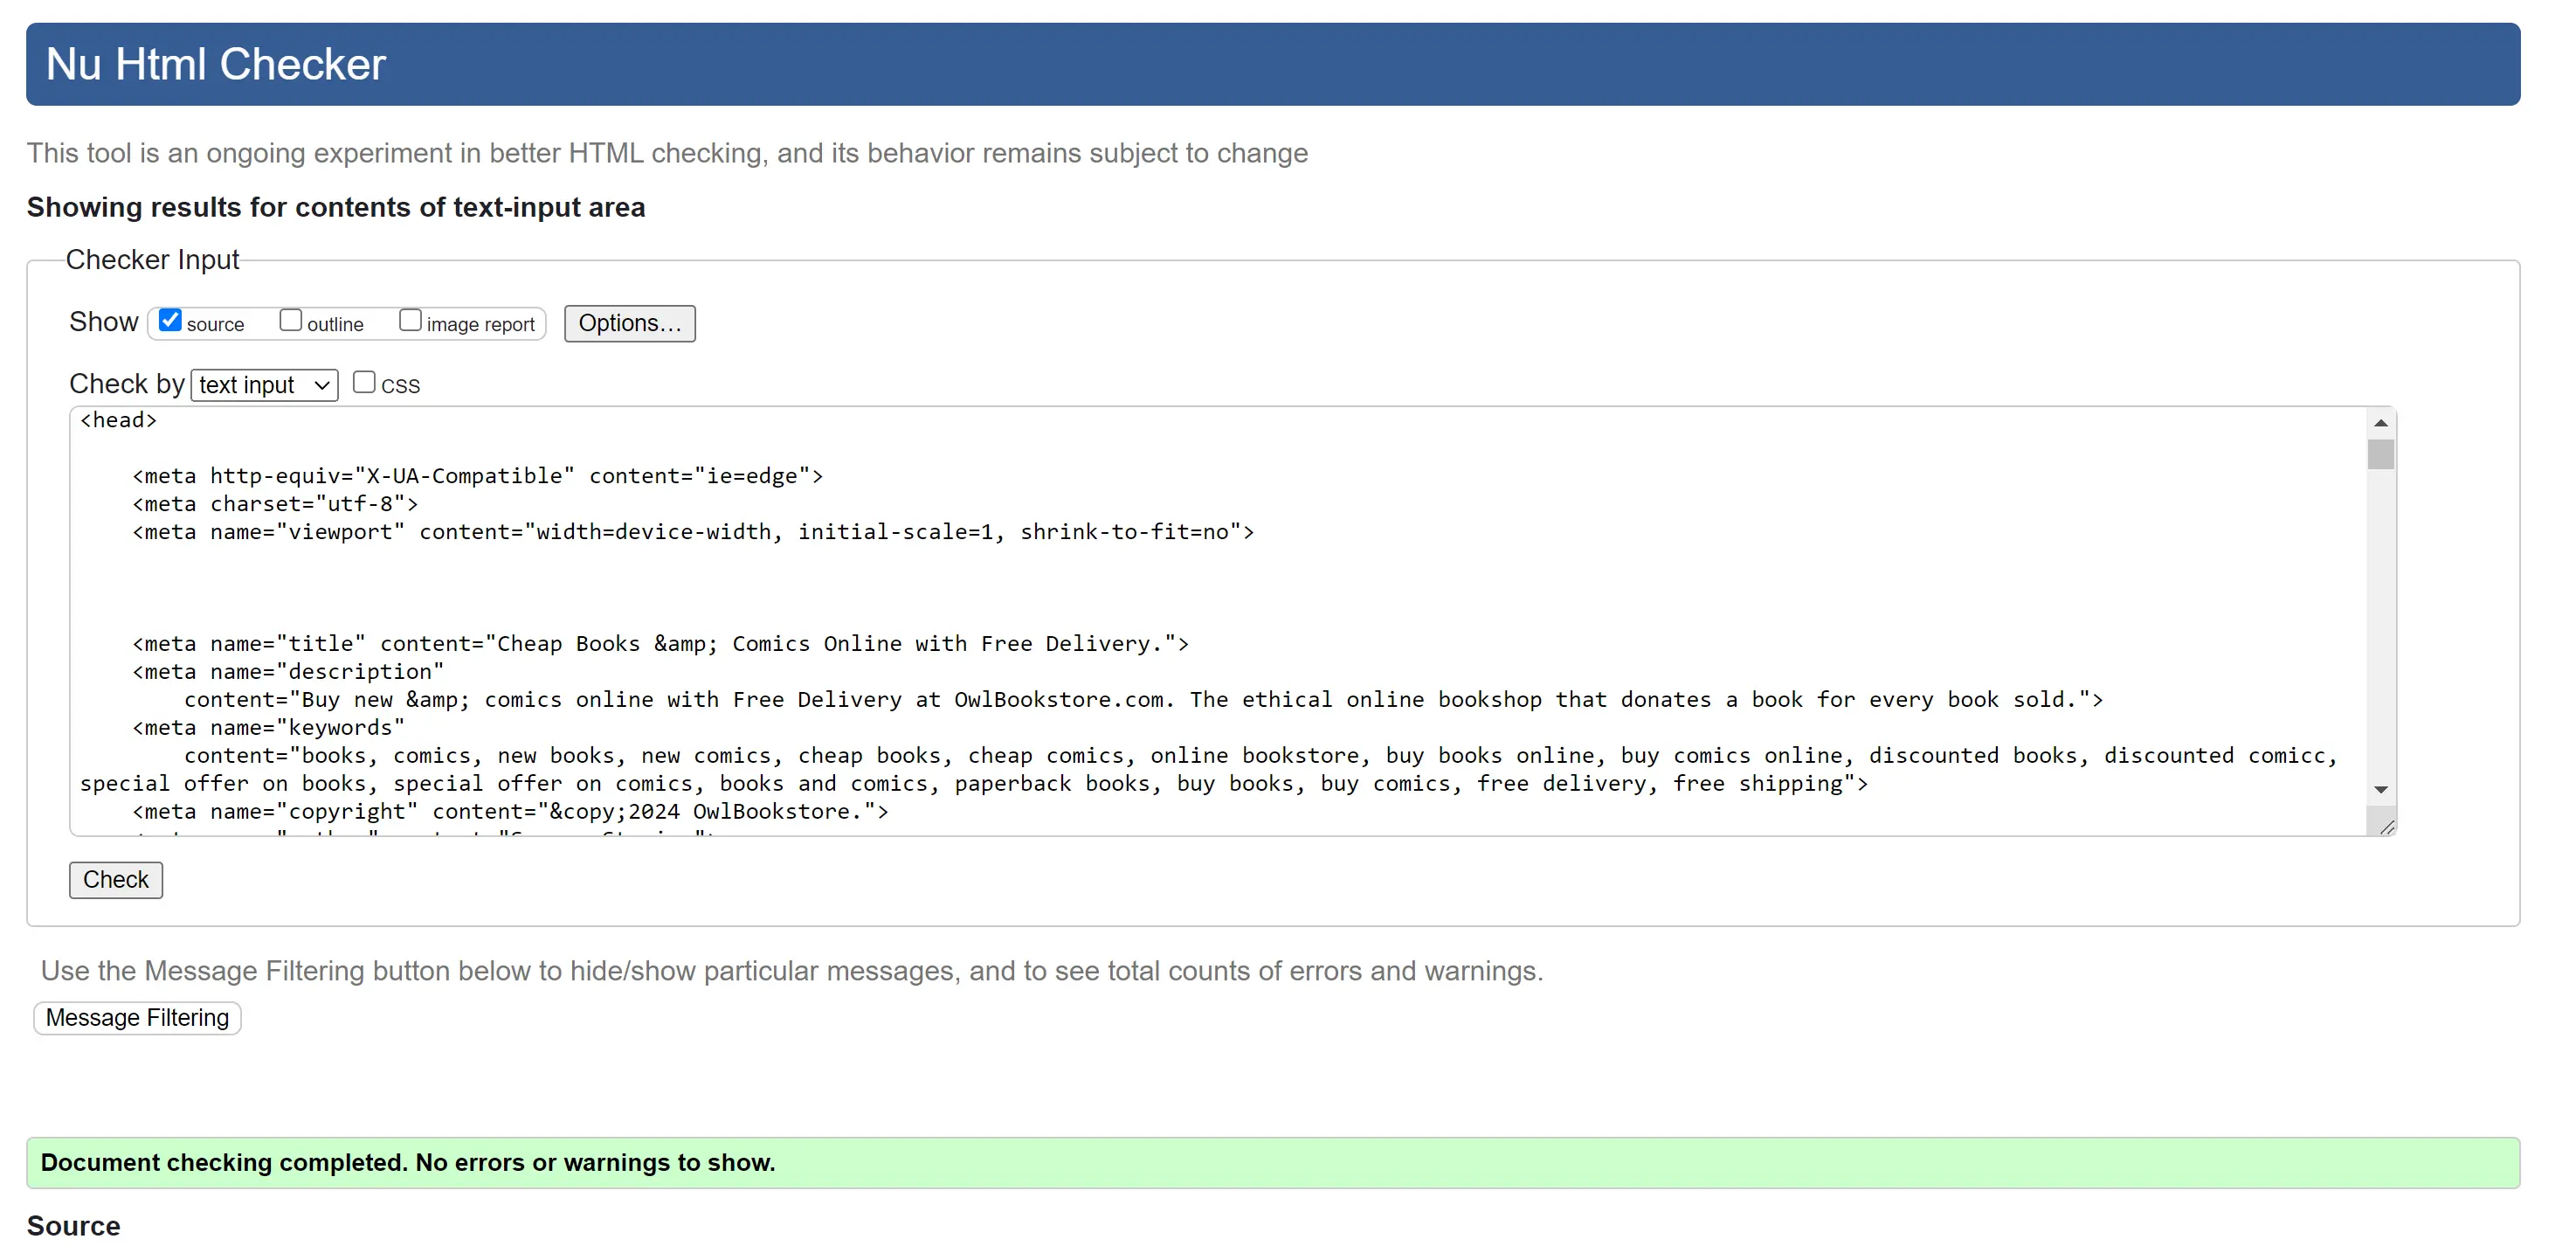 Nu Html Checker
This tool is an ongoing experiment in better HTML checking, and its behavior remains subject to change
Showing results for contents of text-input area
Checker Input
Show source outline image report Options…
Check by text input CSS
<head>
<meta http-equiv="X-UA-Compatible" content="ie=edge">
<meta charset="utf-8">
<meta name="viewport" content="width=device-width, initial-scale=1, shrink-to-fit=no">
<meta name="title" content="Cheap Books &amp; Comics Online with Free Delivery.">
<meta name="description"
content="Buy new &amp; comics online with Free Delivery at OwlBookstore.com. The ethical online bookshop that donates a book for every book sold.">
<meta name="keywords"
content="books, comics, new books, new comics, cheap books, cheap comics, online bookstore, buy books online, buy comics online, discounted books, discounted comicc,
special offer on books, special offer on comics, books and comics, paperback books, buy books, buy comics, free delivery, free shipping">
<meta name="copyright" content="&copy;2024 OwlBookstore.">
Check
Use the Message Filtering button below to hide/show particular messages, and to see total counts of errors and warnings.
Message Filtering
Document checking completed. No errors or warnings to show.
Source